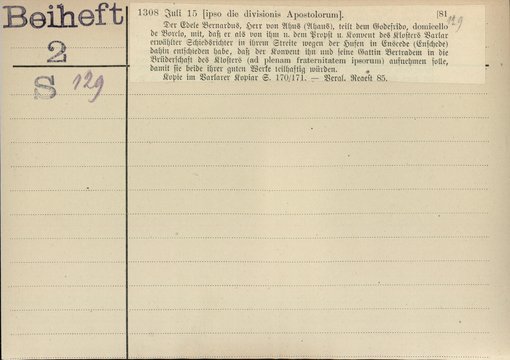 Beiheft
2
S 129
1308 Juli 15 [ipso die divisionis Apostolorum]. [81
129
Der Edele Bernardus, Herr von Ahus (Ahaus), teilt dem Godefrido, domicello
de Borclo, mit, daß er als von ihm u. dem Propst u. Konvent des Klosters Varlar
erwählter Schiedsrichter in ihrem Streite wegen der Hufen in Enscede (Enschede)
dahin entschieden habe, daß der Konvent ihn und seine Gattin Bertradem in die
Brüderschaft des Klosters (ad plenam fraternitatem ipsorum) aufnehmen solle,
damit sie beide ihrer guten Werke teilhaftig würden.
Kopie im Varlarer Kopiar S. 170/171. — Vergl. Regest 85.